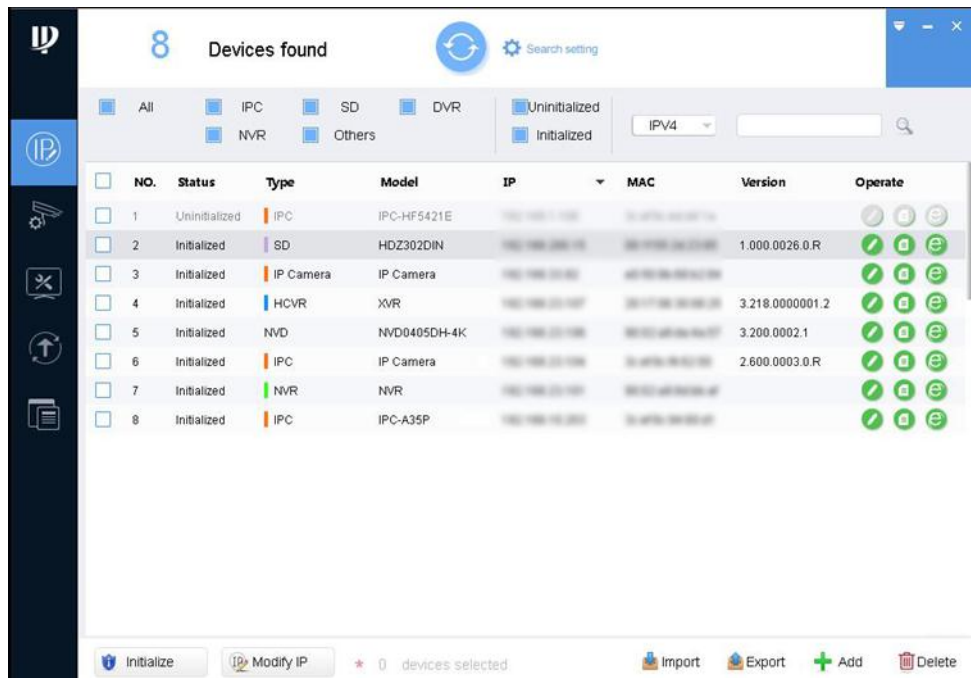 8 Devices found Search setting
All IPC SD DVR Uninitialized
NVR Others Initialized IPV4
NO. Status Type Model IP MAC Version Operate
1 Uninitialized IPC IPC-HF5421E
2 Initialized SD HDZ302DIN 1.000.0026.0.R
3 Initialized IP Camera IP Camera
4 Initialized HCVR XVR 3.218.0000001.2
5 Initialized NVD NVD0405DH-4K 3.200.0002.1
6 Initialized IPC IP Camera 2.600.0003.0.R
7 Initialized NVR NVR
8 Initialized IPC IPC-A35P
Initialize Modify IP * 0 devices selected Import Export Add Delete